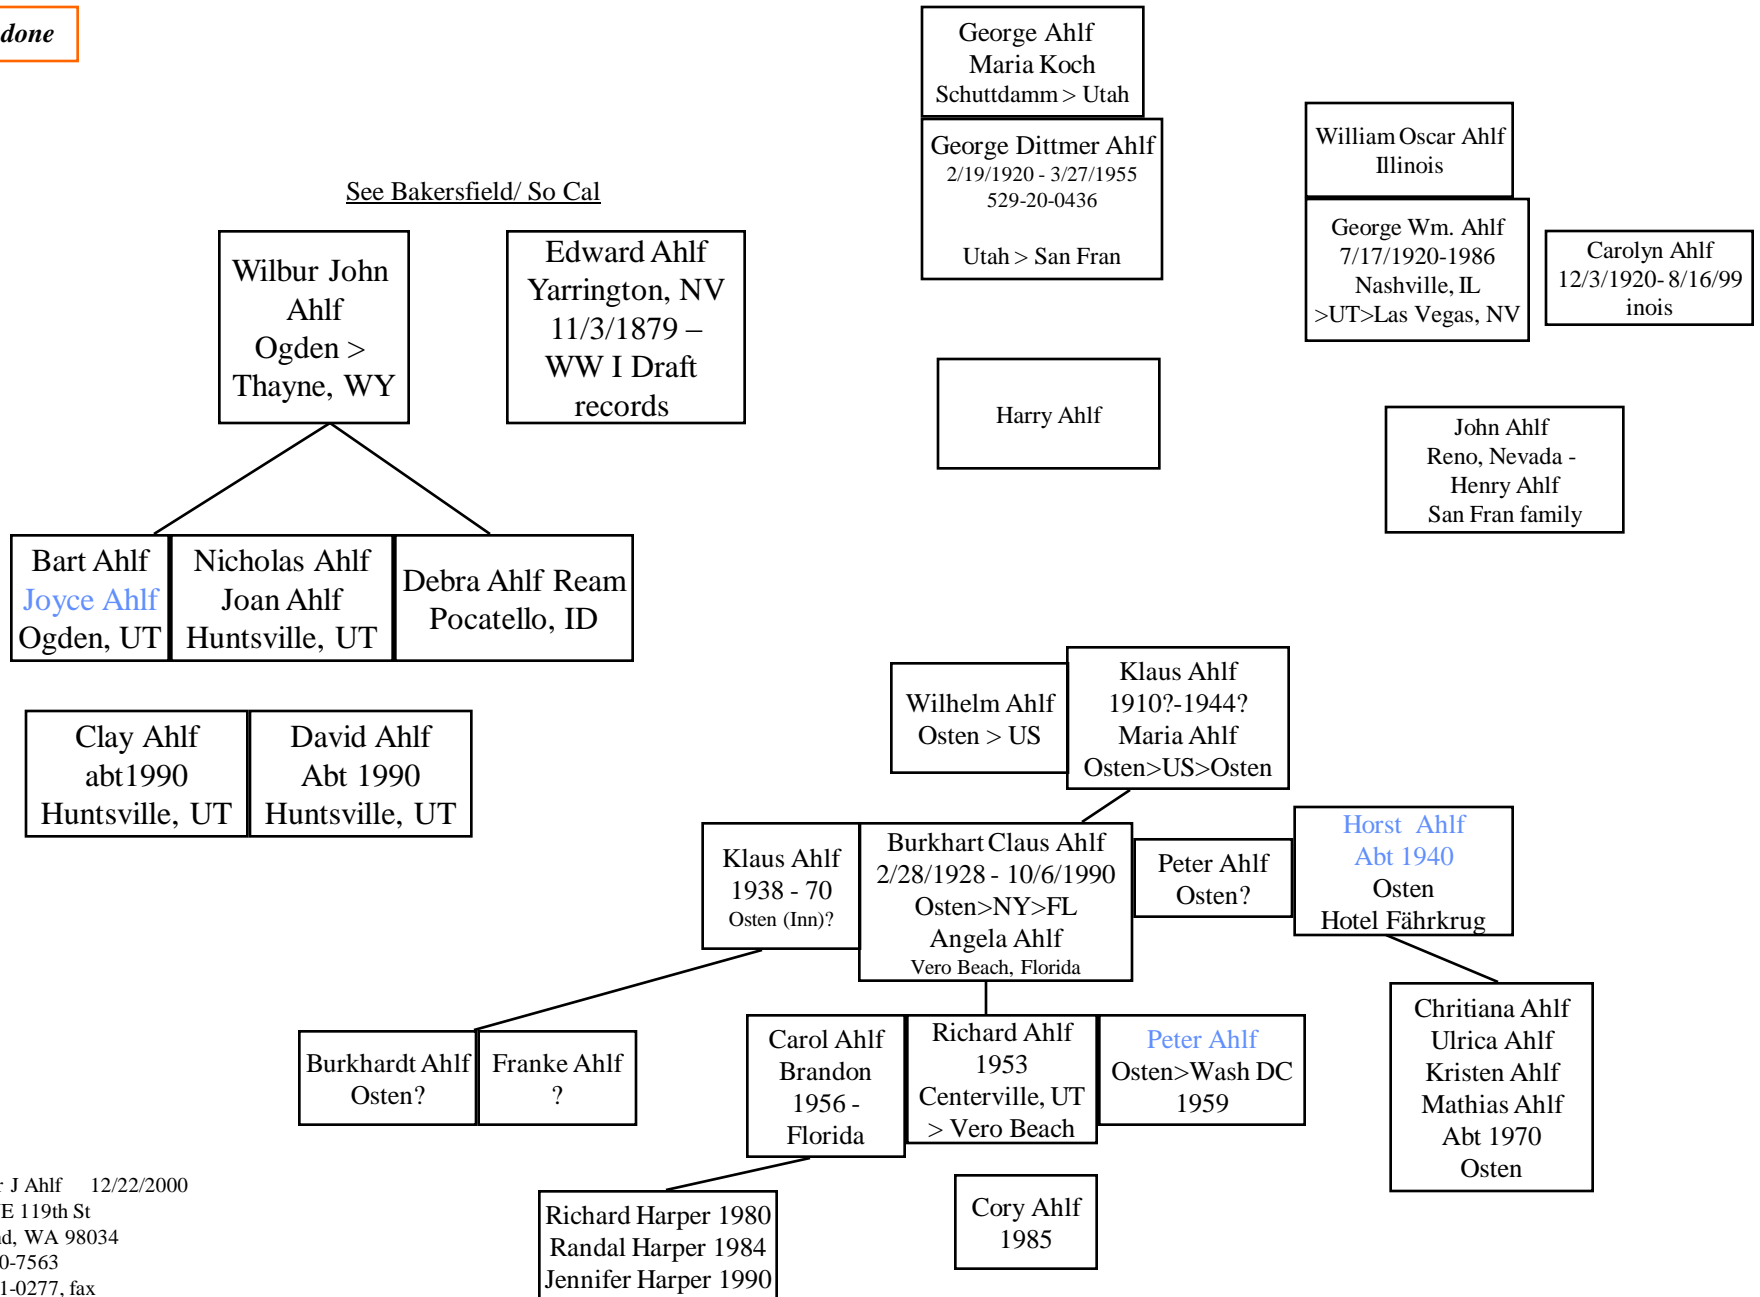 done
George Ahlf
Maria Koch
Schuttdamm > Utah
George Dittmer Ahlf
2/19/1920 - 3/27/1955
529-20-0436
Utah > San Fran
William Oscar Ahlf
Illinois
George Wm. Ahlf
7/17/1920-1986
Nashville, IL
>UT>Las Vegas, NV
Carolyn Ahlf
12/3/1920- 8/16/99
inois
See Bakersfield/ So Cal
Wilbur John
Ahlf
Ogden >
Thayne, WY
Edward Ahlf
Yarrington, NV
11/3/1879 –
WW I Draft
records
Harry Ahlf
John Ahlf
Reno, Nevada -
Henry Ahlf
San Fran family
Bart Ahlf
Joyce Ahlf
Ogden, UT
Nicholas Ahlf
Joan Ahlf
Huntsville, UT
Debra Ahlf Ream
Pocatello, ID
Clay Ahlf
abt1990
Huntsville, UT
David Ahlf
Abt 1990
Huntsville, UT
Wilhelm Ahlf
Osten > US
Klaus Ahlf
1910?-1944?
Maria Ahlf
Osten>US>Osten
Klaus Ahlf
1938 - 70
Osten (Inn)?
Burkhart Claus Ahlf
2/28/1928 - 10/6/1990
Osten>NY>FL
Angela Ahlf
Vero Beach, Florida
Peter Ahlf
Osten?
Horst Ahlf
Abt 1940
Osten
Hotel Fährkrug
Burkhardt Ahlf
Osten?
Franke Ahlf
?
Carol Ahlf
Brandon
1956 -
Florida
Richard Ahlf
1953
Centerville, UT
> Vero Beach
Peter Ahlf
Osten>Wash DC
1959
Chritiana Ahlf
Ulrica Ahlf
Kristen Ahlf
Mathias Ahlf
Abt 1970
Osten
Richard Harper 1980
Randal Harper 1984
Jennifer Harper 1990
Cory Ahlf
1985
r J Ahlf 12/22/2000
E 119th St
d, WA 98034
0-7563
1-0277, fax